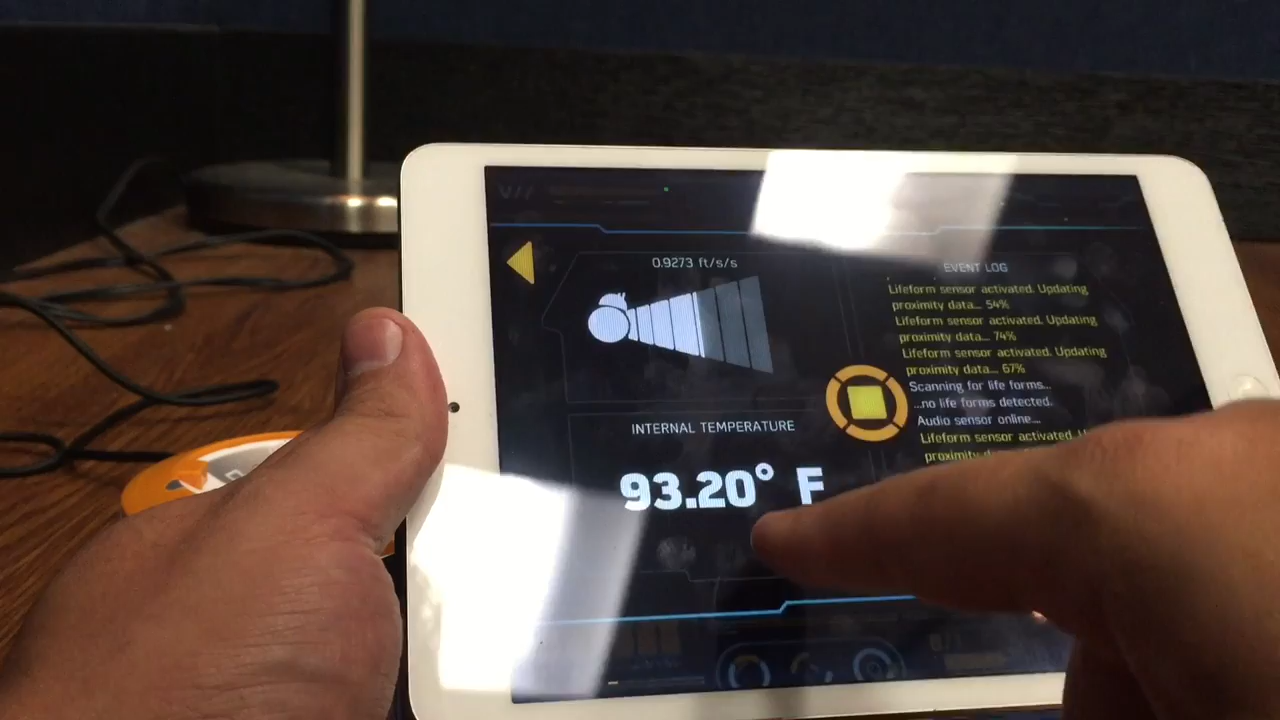 0.9273 ft/s/s
INTERNAL TEMPERATURE
93.20° F
EVENT LOG
Lifeform sensor activated. Updating
proximity data... 54%
Lifeform sensor activated. Updating
proximity data... 74%
Lifeform sensor activated. Updating
proximity data... 67%
Scanning for life forms...
...no life forms detected.
Audio sensor online...
Lifeform sensor activated.